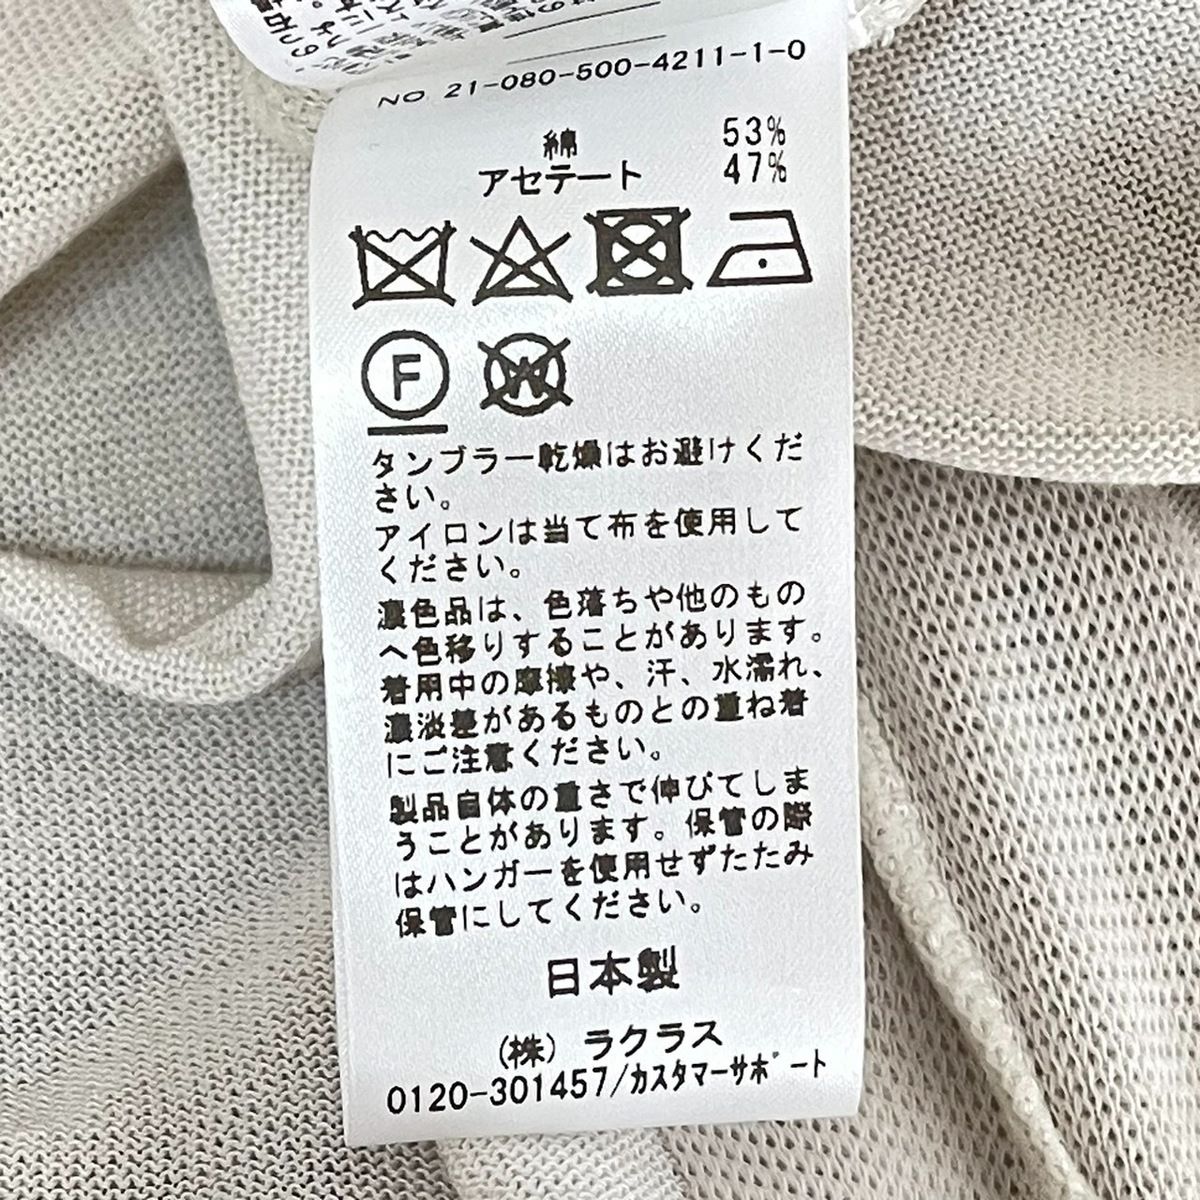 NO 21-080-500-4211-1-0
綿 53%
アセテート 47%
F W
タンブラー乾燥はお避けくだ
さい。
アイロンは当て布を使用して
ください。
濃色品は、色落ちや他のもの
へ色移りすることがあります。
着用中の摩擦や、汗、水濡れ、
濃淡差があるものとの重ね着
にご注意ください。
製品自体の重さで伸びてしま
うことがあります。保管の際
はハンガーを使用せずたたみ
保管にしてください。
日本製
(株) ラクラス
0120-301457/カスタマーサポート